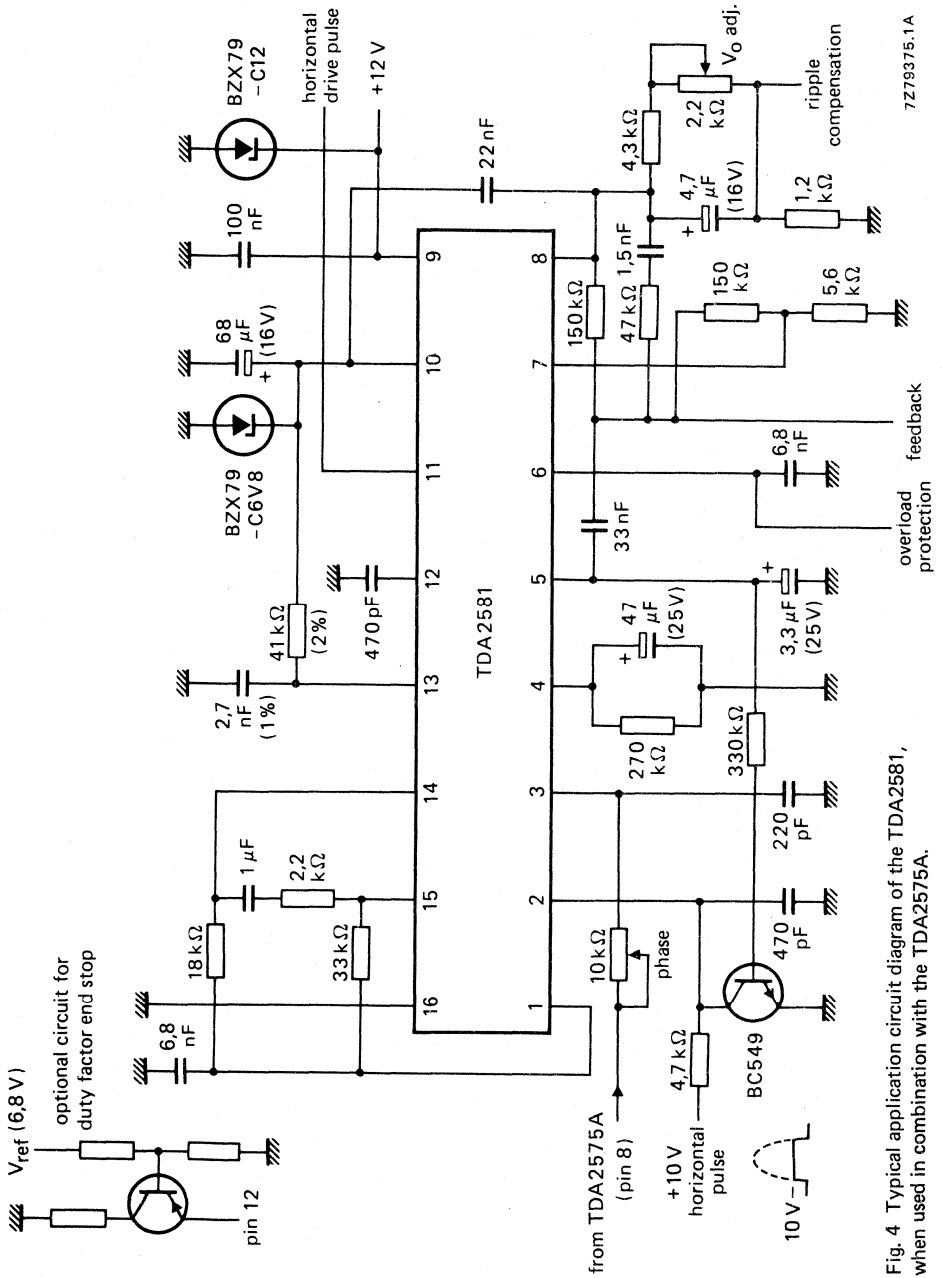 V_ref (6,8 V)
optional circuit for
duty factor end stop
pin 12
6,8
nF
18 kΩ
1 µF
2,2
kΩ
33 kΩ
2,7
nF
(1%)
41 kΩ
(2%)
470 pF
BZX79
-C6V8
68
µF
(16V)
+
100
nF
BZX79
-C12
horizontal
drive pulse
+12 V
16
15
14
13
12
11
10
9
TDA2581
1
2
3
4
5
6
7
8
22 nF
from TDA2575A
(pin 8)
10 kΩ
phase
+10 V
horizontal
pulse
4,7 kΩ
10 V
BC549
470
pF
220
pF
330 kΩ
270
kΩ
+
47
µF
(25V)
33 nF
+
3,3 µF
(25 V)
6,8
nF
overload
protection
feedback
150 kΩ
47 kΩ
1,5 nF
150
kΩ
5,6
kΩ
4,3 kΩ
+
4,7
µF
(16 V)
1,2
kΩ
2,2
kΩ
V_O adj.
ripple
compensation
7Z79375.1A
Fig. 4 Typical application circuit diagram of the TDA2581,
when used in combination with the TDA2575A.